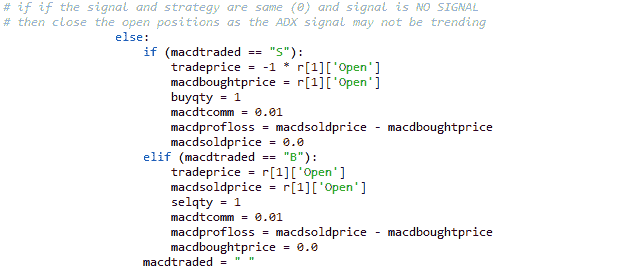 # if if the signal and strategy are same (0) and signal is NO SIGNAL
# then close the open positions as the ADX signal may not be trending
else:
if (macdtraded == "S"):
tradeprice = -1 * r[1]['Open']
macdboughtprice = r[1]['Open']
buyqty = 1
macdtcomm = 0.01
macdprofloss = macdsoldprice - macdboughtprice
macdsoldprice = 0.0
elif (macdtraded == "B"):
tradeprice = r[1]['Open']
macdsoldprice = r[1]['Open']
selqty = 1
macdtcomm = 0.01
macdprofloss = macdsoldprice - macdboughtprice
macdboughtprice = 0.0
macdtraded = " "